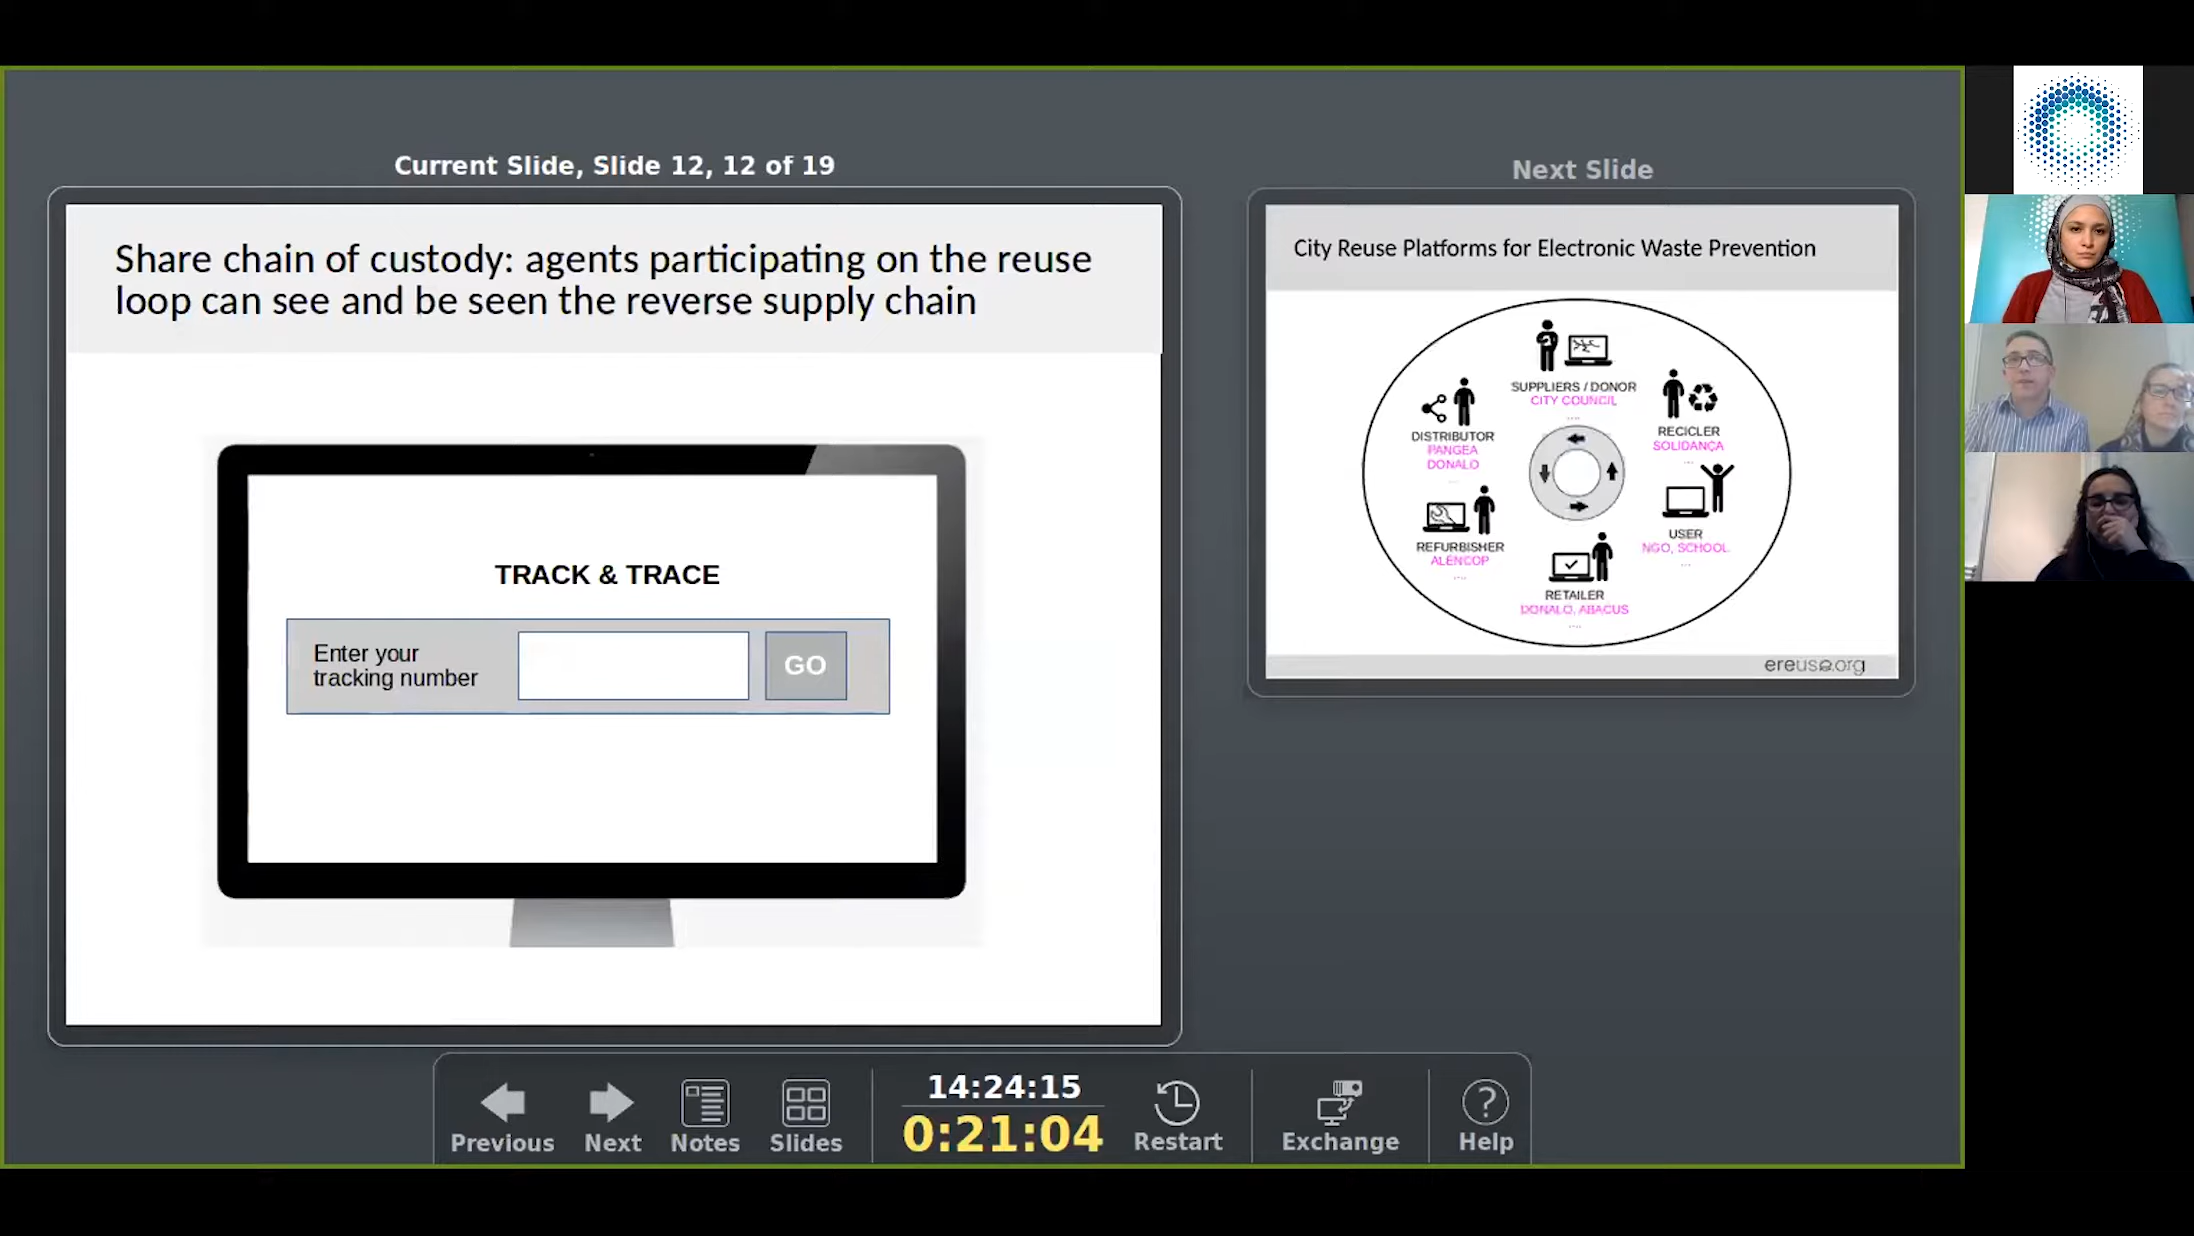 Current Slide, Slide 12, 12 of 19
Share chain of custody: agents participating on the reuse
loop can see and be seen the reverse supply chain
TRACK & TRACE
Enter your
tracking number
GO
Next Slide
City Reuse Platforms for Electronic Waste Prevention
SUPPLIERS / DONOR
CITY COUNCIL
....
DISTRIBUTOR
PANGEA
DONALO
...
RECICLER
SOLIDANÇA
...
REFURBISHER
ALENCOP
....
USER
NGO, SCHOOL
...
RETAILER
DONALO, ABACUS
....
ereuse.org
Previous
Next
Notes
Slides
14:24:15
0:21:04
Restart
Exchange
Help